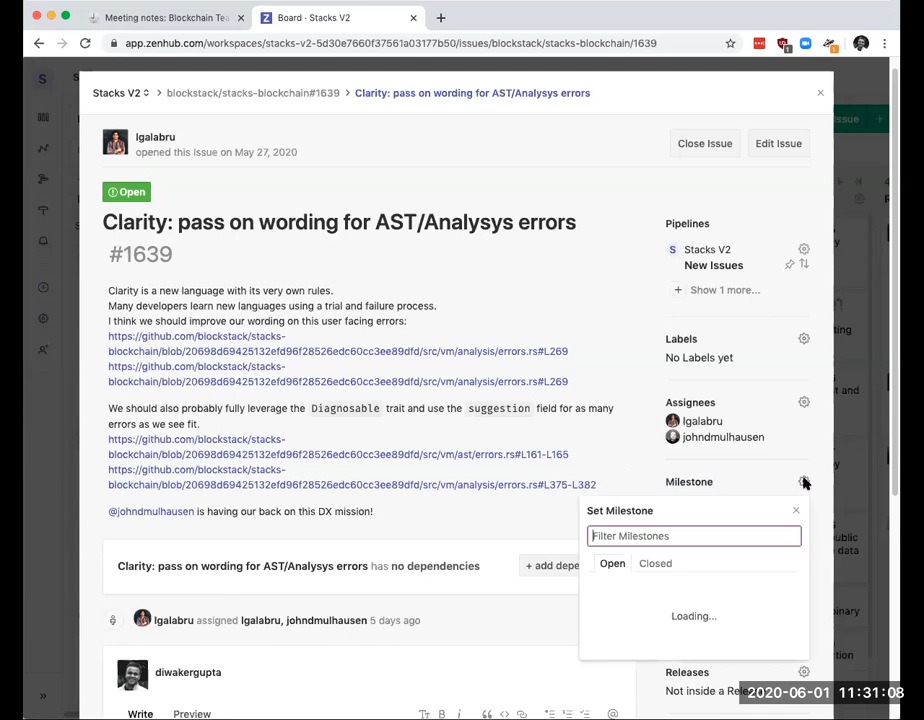 Meeting notes: Blockchain Tea
Board · Stacks V2
app.zenhub.com/workspaces/stacks-v2-5d30e7660f37561a03177b50/issues/blockstack/stacks-blockchain/1639
S
Stacks V2
blockstack/stacks-blockchain#1639
Clarity: pass on wording for AST/Analysys errors
lgalabru
opened this Issue on May 27, 2020
Close Issue
Edit Issue
Open
Clarity: pass on wording for AST/Analysys errors
#1639
Clarity is a new language with its very own rules.
Many developers learn new languages using a trial and failure process.
I think we should improve our wording on this user facing errors:
https://github.com/blockstack/stacks-
blockchain/blob/20698d69425132efd96f28526edc60cc3ee89dfd/src/vm/analysis/errors.rs#L269
https://github.com/blockstack/stacks-
blockchain/blob/20698d69425132efd96f28526edc60cc3ee89dfd/src/vm/analysis/errors.rs#L269
We should also probably fully leverage the Diagnosable trait and use the suggestion field for as many
errors as we see fit.
https://github.com/blockstack/stacks-
blockchain/blob/20698d69425132efd96f28526edc60cc3ee89dfd/src/vm/ast/errors.rs#L161-L165
https://github.com/blockstack/stacks-
blockchain/blob/20698d69425132efd96f28526edc60cc3ee89dfd/src/vm/analysis/errors.rs#L375-L382
@johndmulhausen is having our back on this DX mission!
Clarity: pass on wording for AST/Analysys errors has no dependencies
+ add depe
lgalabru assigned lgalabru, johndmulhausen 5 days ago
diwakergupta
Write
Preview
Pipelines
S Stacks V2
New Issues
+ Show 1 more...
Labels
No Labels yet
Assignees
lgalabru
johndmulhausen
Milestone
Set Milestone
Filter Milestones
Open
Closed
Loading...
Releases
Not inside a Rele
2020-06-01 11:31:08